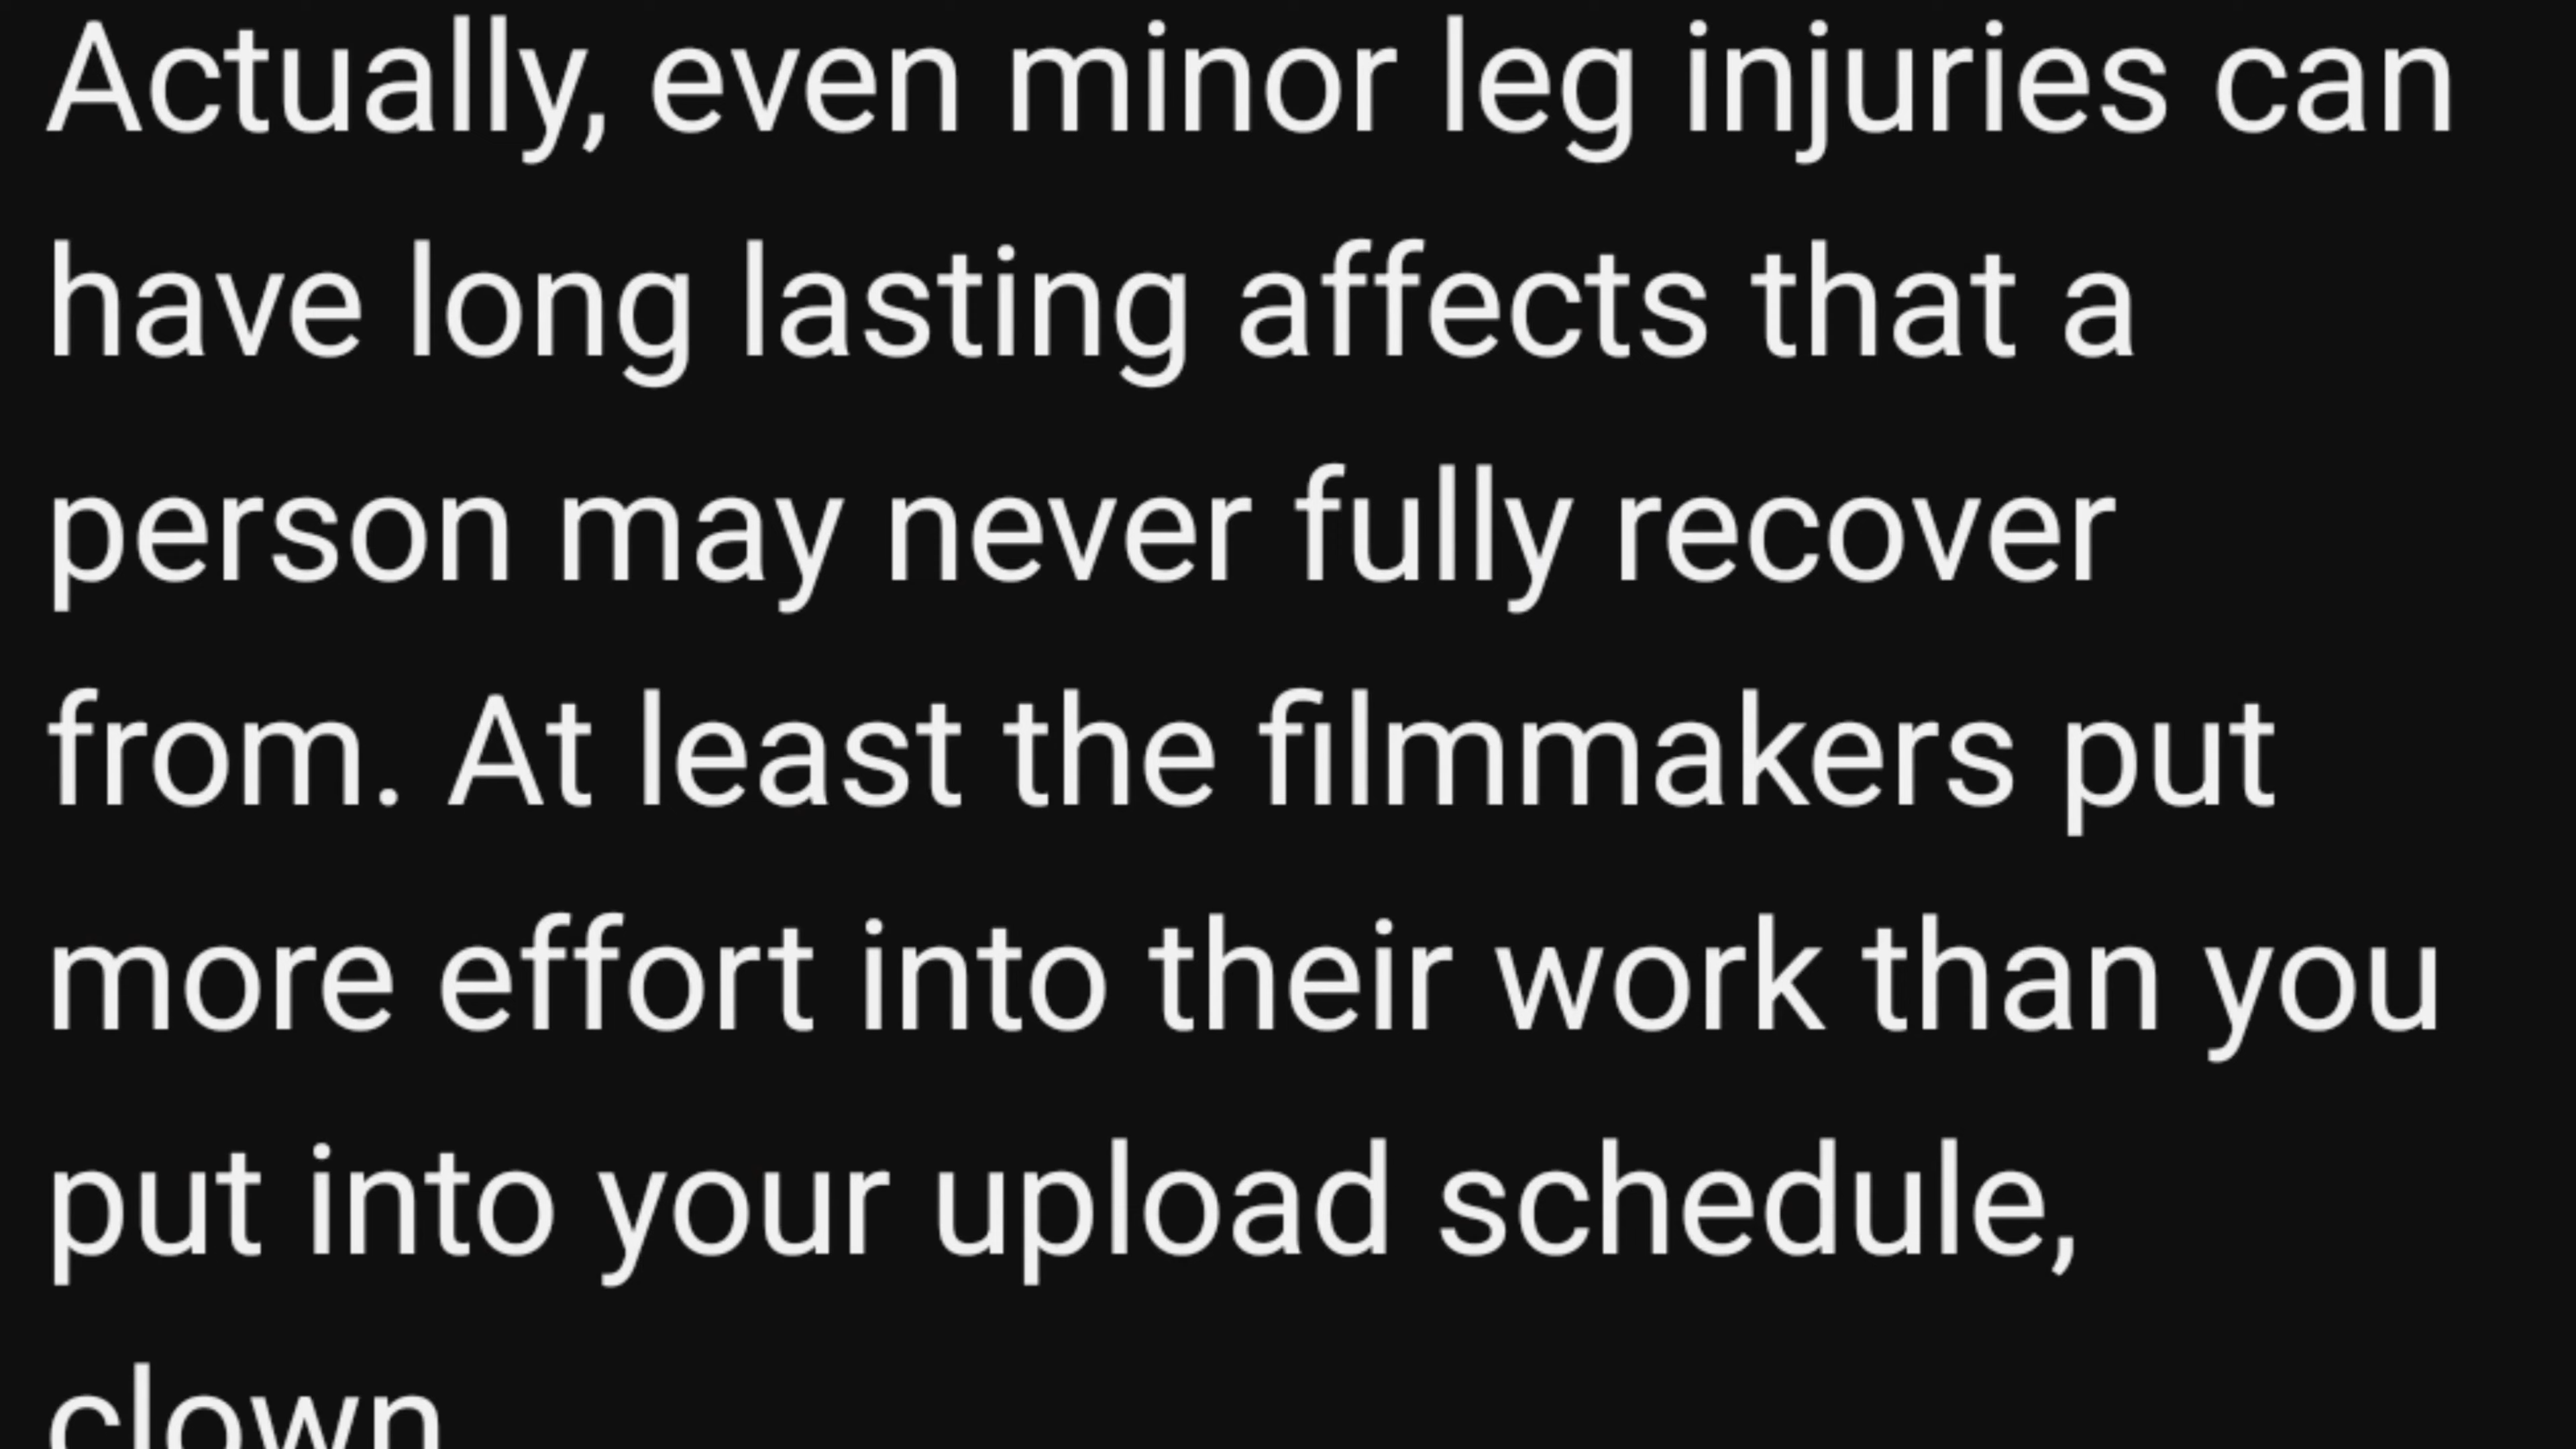 Actually, even minor leg injuries can
have long lasting affects that a
person may never fully recover
from. At least the filmmakers put
more effort into their work than you
put into your upload schedule,
clown